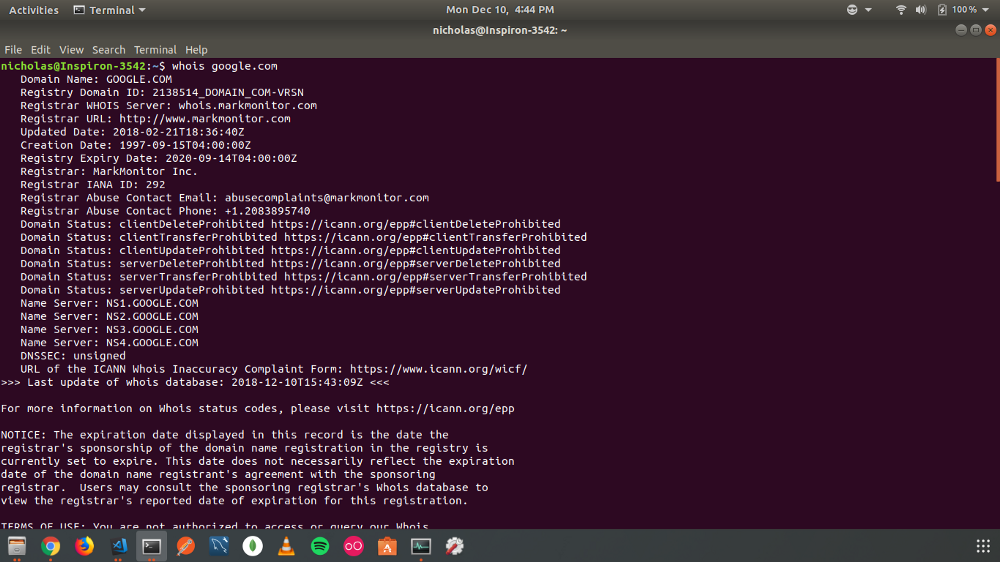 Activities Terminal Mon Dec 10, 4:44 PM 100%
nicholas@Inspiron-3542: ~
File Edit View Search Terminal Help
nicholas@Inspiron-3542:~$ whois google.com
Domain Name: GOOGLE.COM
Registry Domain ID: 2138514_DOMAIN_COM-VRSN
Registrar WHOIS Server: whois.markmonitor.com
Registrar URL: http://www.markmonitor.com
Updated Date: 2018-02-21T18:36:40Z
Creation Date: 1997-09-15T04:00:00Z
Registry Expiry Date: 2020-09-14T04:00:00Z
Registrar: MarkMonitor Inc.
Registrar IANA ID: 292
Registrar Abuse Contact Email: abusecomplaints@markmonitor.com
Registrar Abuse Contact Phone: +1.2083895740
Domain Status: clientDeleteProhibited https://icann.org/epp#clientDeleteProhibited
Domain Status: clientTransferProhibited https://icann.org/epp#clientTransferProhibited
Domain Status: clientUpdateProhibited https://icann.org/epp#clientUpdateProhibited
Domain Status: serverDeleteProhibited https://icann.org/epp#serverDeleteProhibited
Domain Status: serverTransferProhibited https://icann.org/epp#serverTransferProhibited
Domain Status: serverUpdateProhibited https://icann.org/epp#serverUpdateProhibited
Name Server: NS1.GOOGLE.COM
Name Server: NS2.GOOGLE.COM
Name Server: NS3.GOOGLE.COM
Name Server: NS4.GOOGLE.COM
DNSSEC: unsigned
URL of the ICANN Whois Inaccuracy Complaint Form: https://www.icann.org/wicf/
>>> Last update of whois database: 2018-12-10T15:43:09Z <<<
For more information on Whois status codes, please visit https://icann.org/epp
NOTICE: The expiration date displayed in this record is the date the
registrar's sponsorship of the domain name registration in the registry is
currently set to expire. This date does not necessarily reflect the expiration
date of the domain name registrant's agreement with the sponsoring
registrar.  Users may consult the sponsoring registrar's Whois database to
view the registrar's reported date of expiration for this registration.
TERMS OF USE: You are not authorized to access or query our Whois